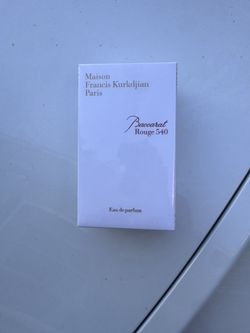 Maison
Francis Kurkdjian
Paris
Baccarat
Rouge 540
Eau de parfum